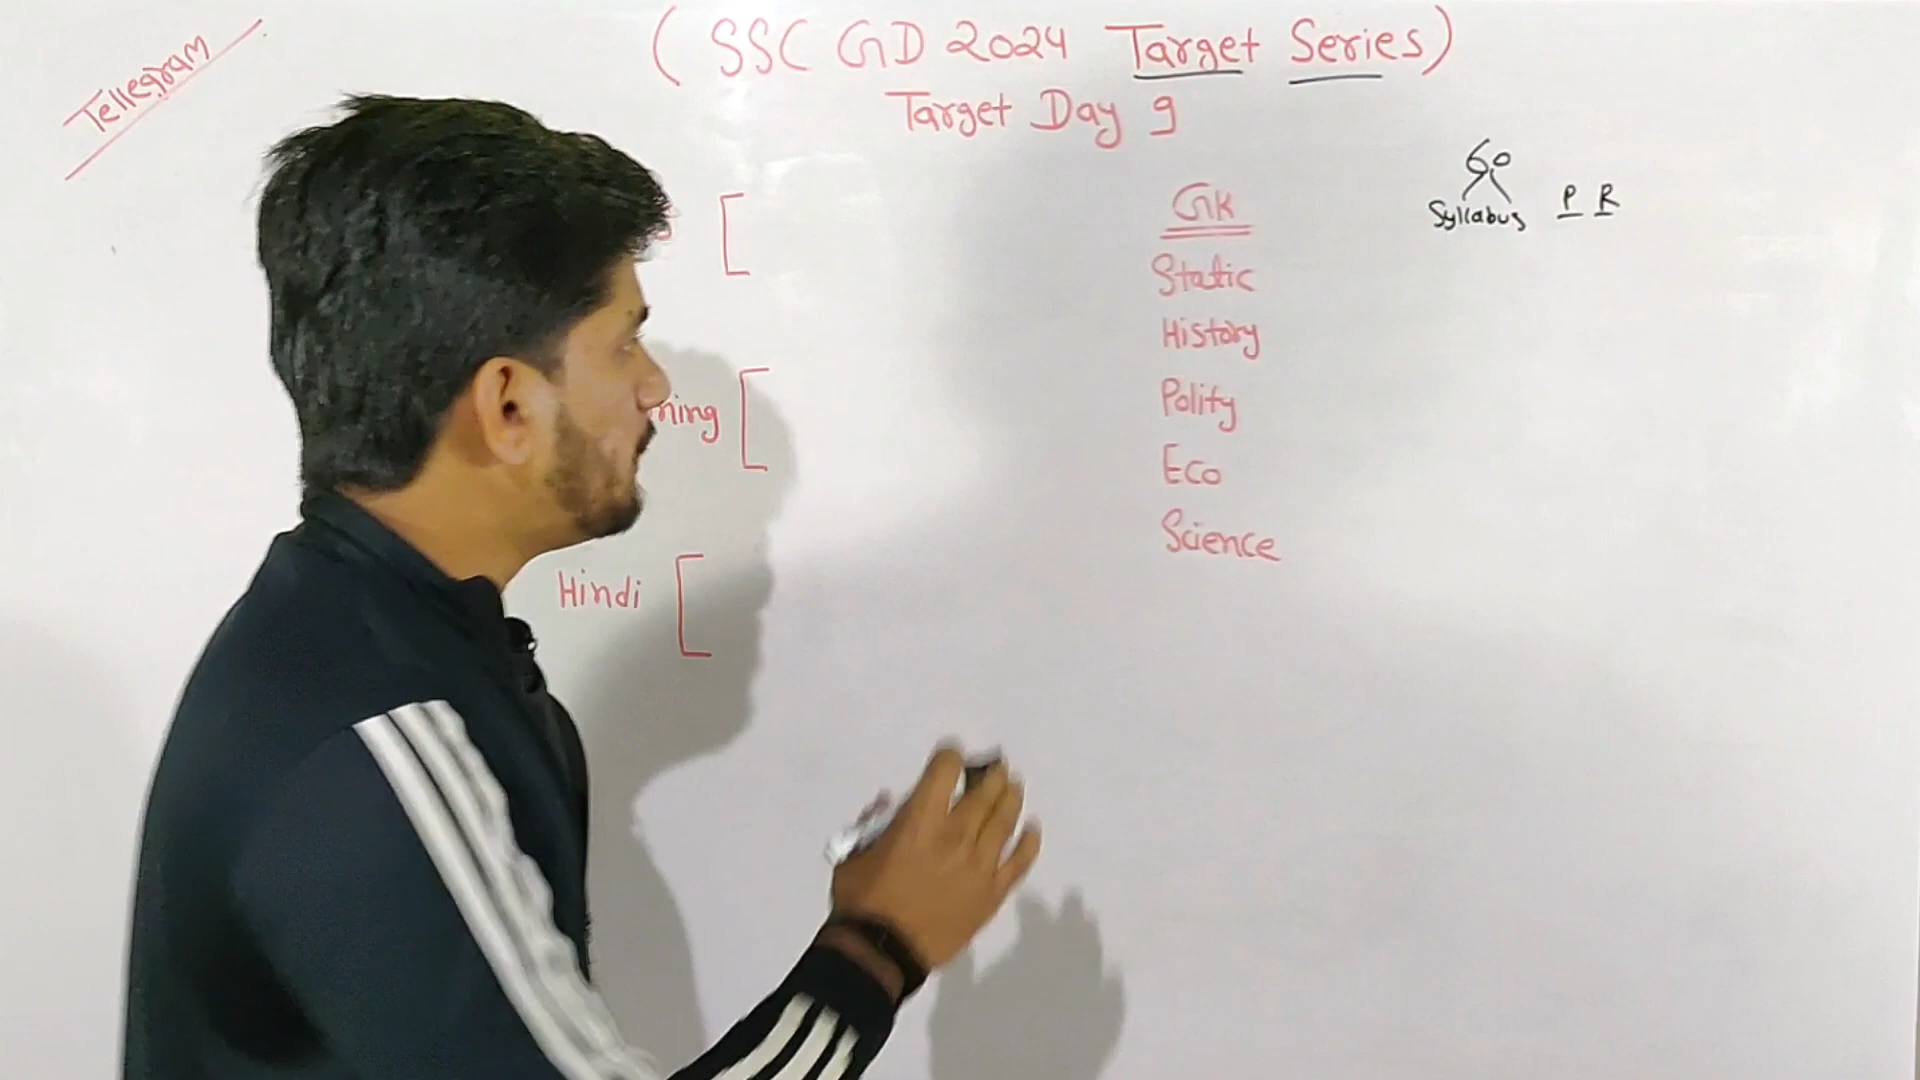 Tellegram
( SSC GD 2024 Target Series )
Target Day 9
60
Syllabus P R
GK
Static
History
Polity
Eco
Science
ning [
Hindi [